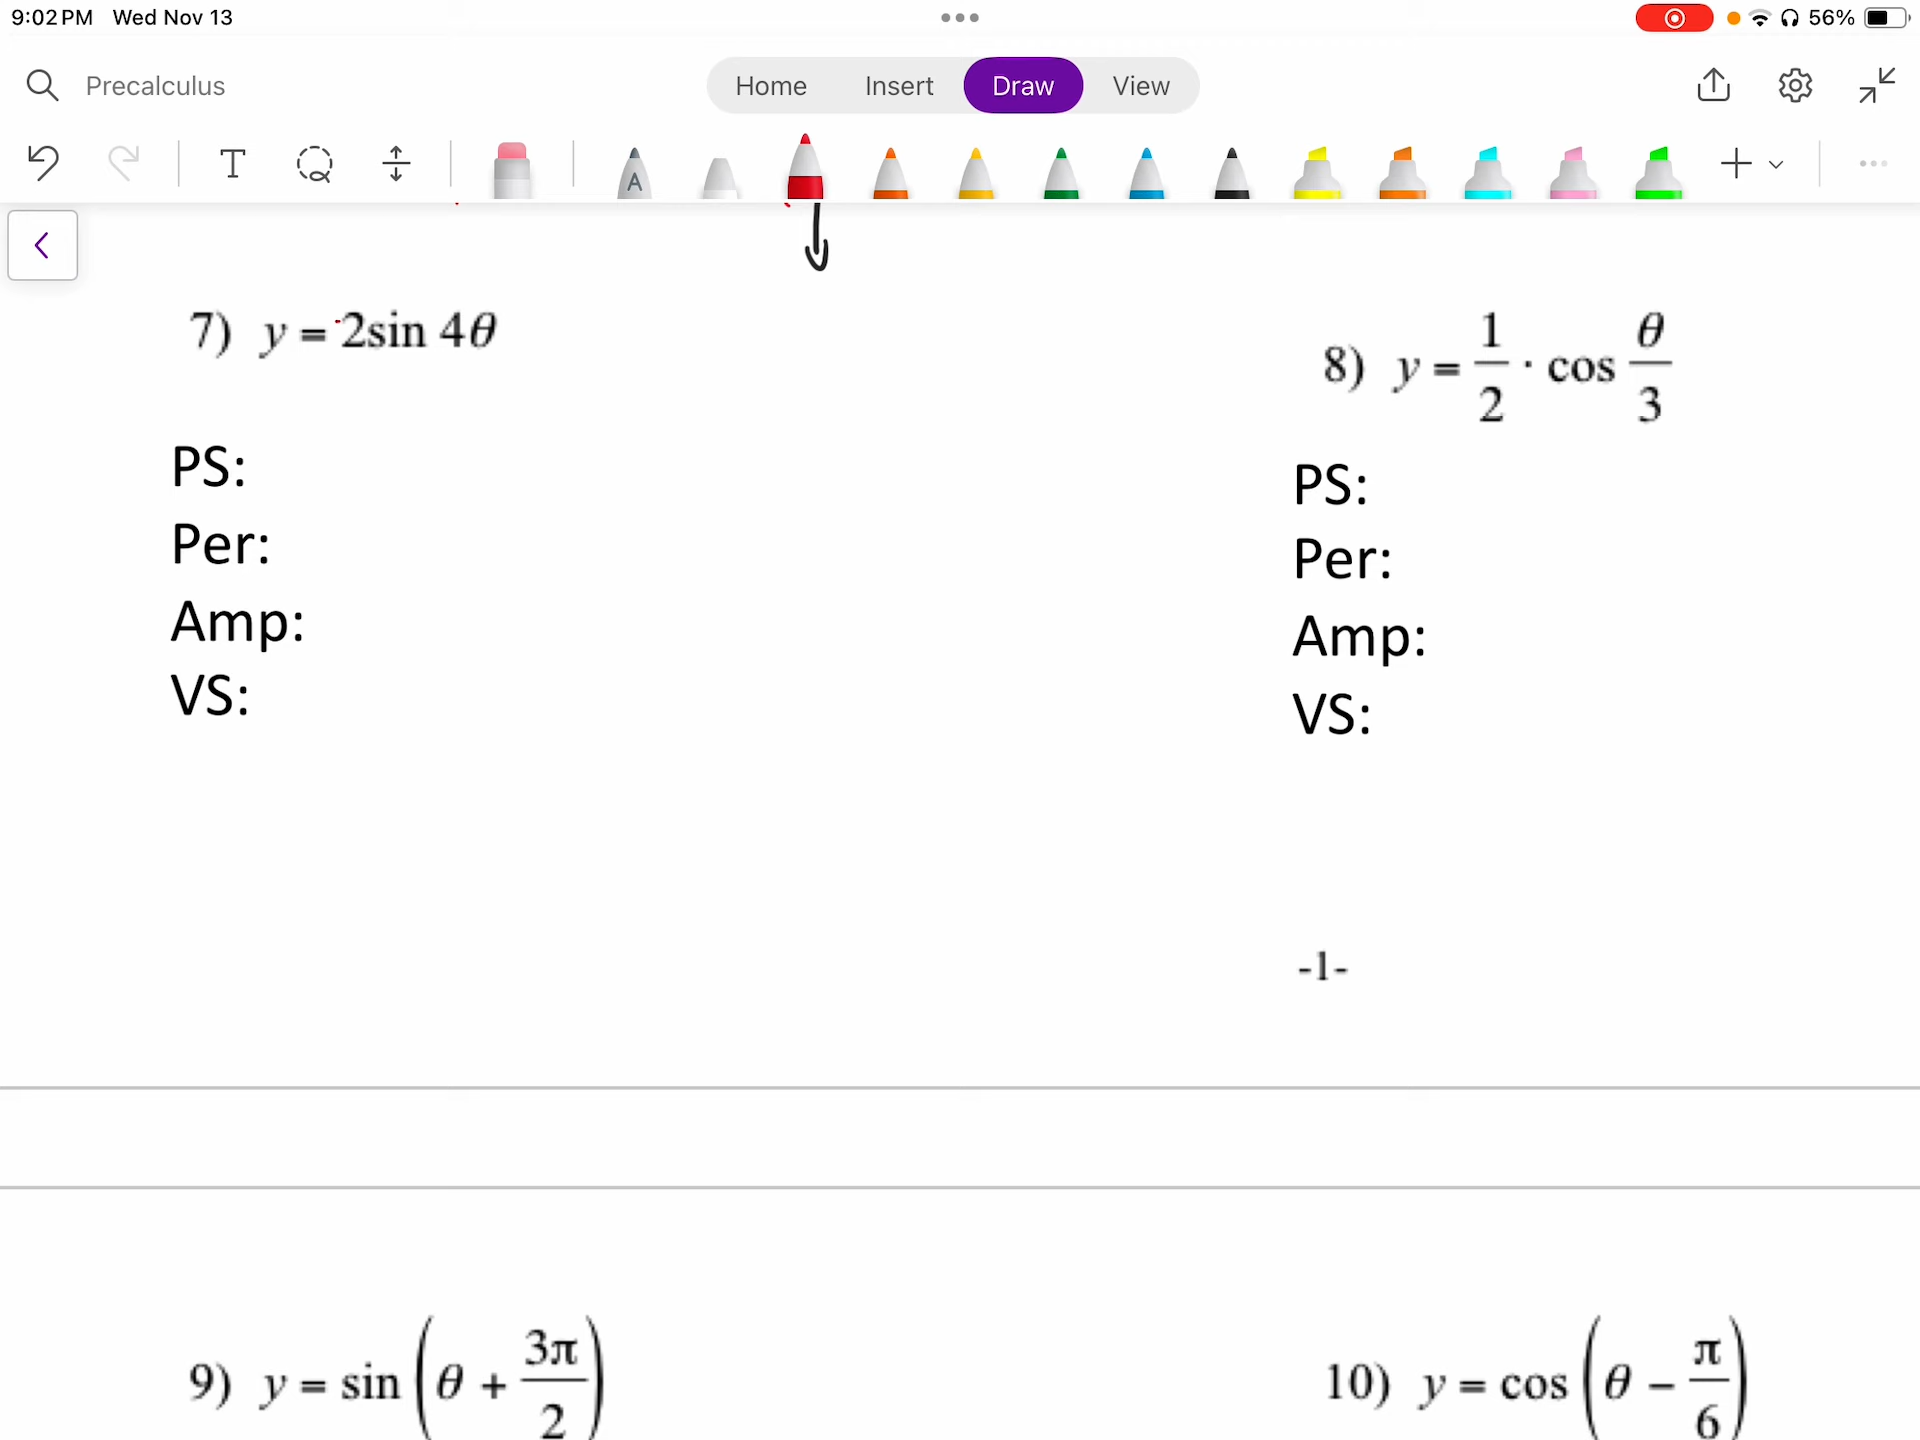 9:02 PM Wed Nov 13 56%
Precalculus Home Insert Draw View
T A
7) y = 2sin 4θ
8) y = 1/2 · cos θ/3
PS:
Per:
Amp:
VS:
PS:
Per:
Amp:
VS:
-1-
9) y = sin (θ + 3π/2)
10) y = cos (θ − π/6)